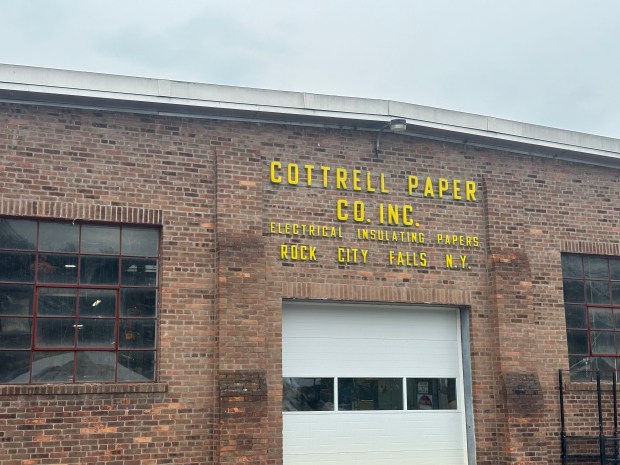 COTTRELL PAPER
CO. INC.
ELECTRICAL INSULATING PAPERS
ROCK CITY FALLS N.Y.